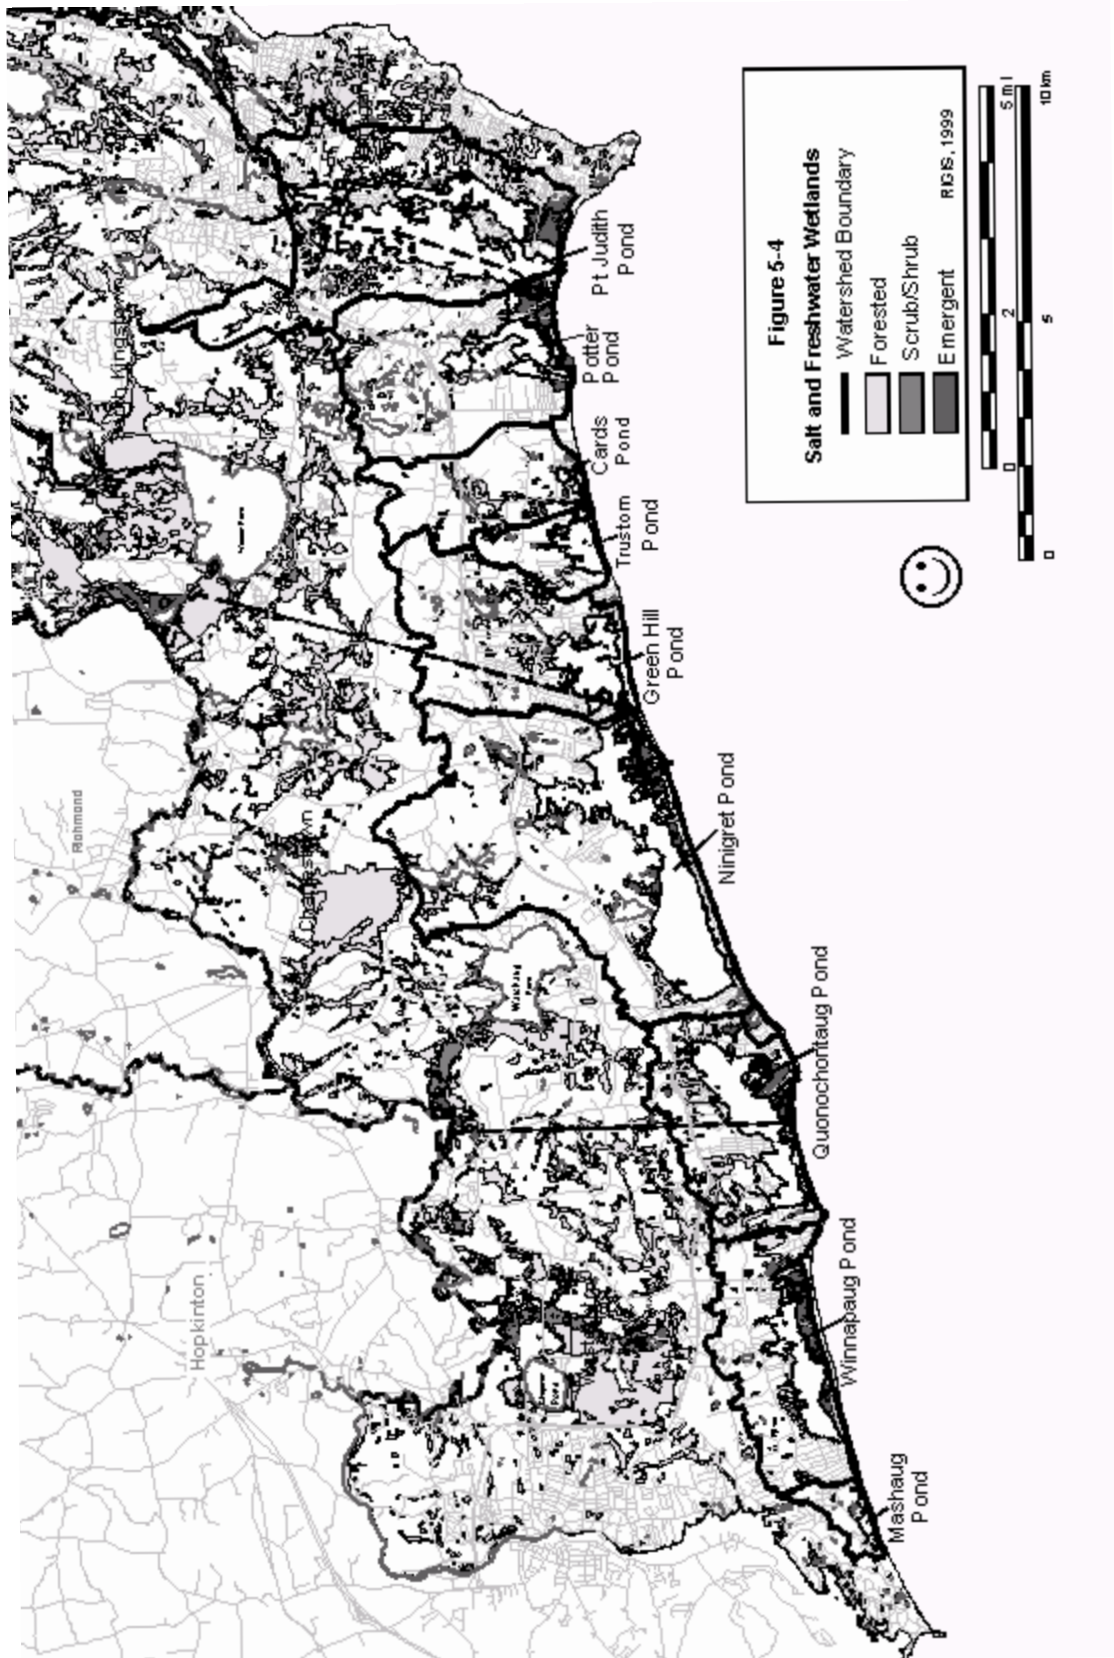 Figure 5-4
Salt and Freshwater Wetlands
Watershed Boundary
Forested
Scrub/Shrub
Emergent
RIGIS, 1999
0
2
5 mi
0
5
10 km
Hopkinton
Richmond
Charlestown
Kingstown
Mashaug
Pond
Winnapaug Pond
Quonochontaug Pond
Ninigret Pond
Green Hill
Pond
Trustom
Pond
Cards
Pond
Potter
Pond
Pt Judith
Pond
Pond